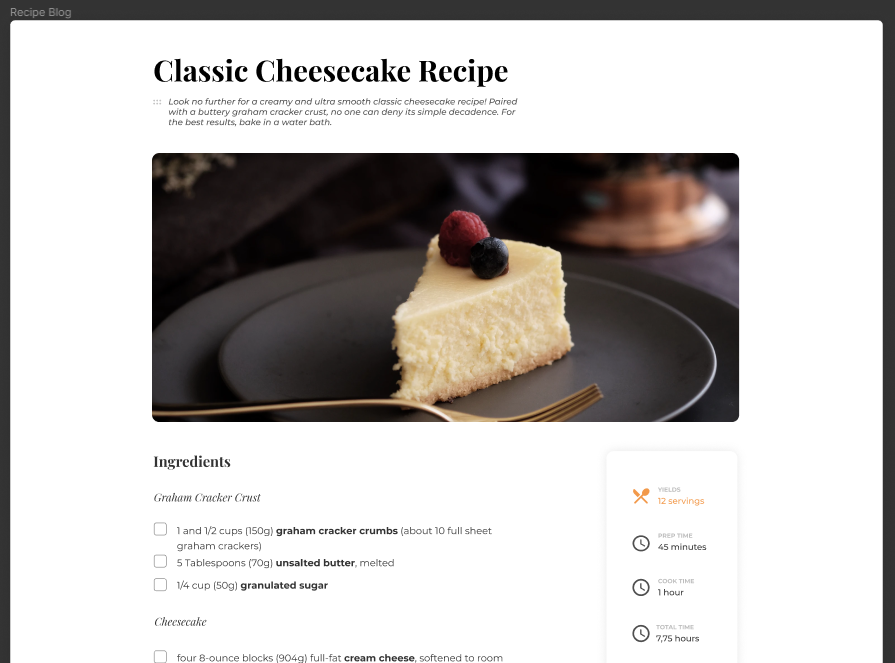 Recipe Blog
Classic Cheesecake Recipe
Look no further for a creamy and ultra smooth classic cheesecake recipe! Paired
with a buttery graham cracker crust, no one can deny its simple decadence. For
the best results, bake in a water bath.
Ingredients
Graham Cracker Crust
1 and 1/2 cups (150g) graham cracker crumbs (about 10 full sheet
graham crackers)
5 Tablespoons (70g) unsalted butter, melted
1/4 cup (50g) granulated sugar
Cheesecake
four 8-ounce blocks (904g) full-fat cream cheese, softened to room
YIELDS
12 servings
PREP TIME
45 minutes
COOK TIME
1 hour
TOTAL TIME
7,75 hours